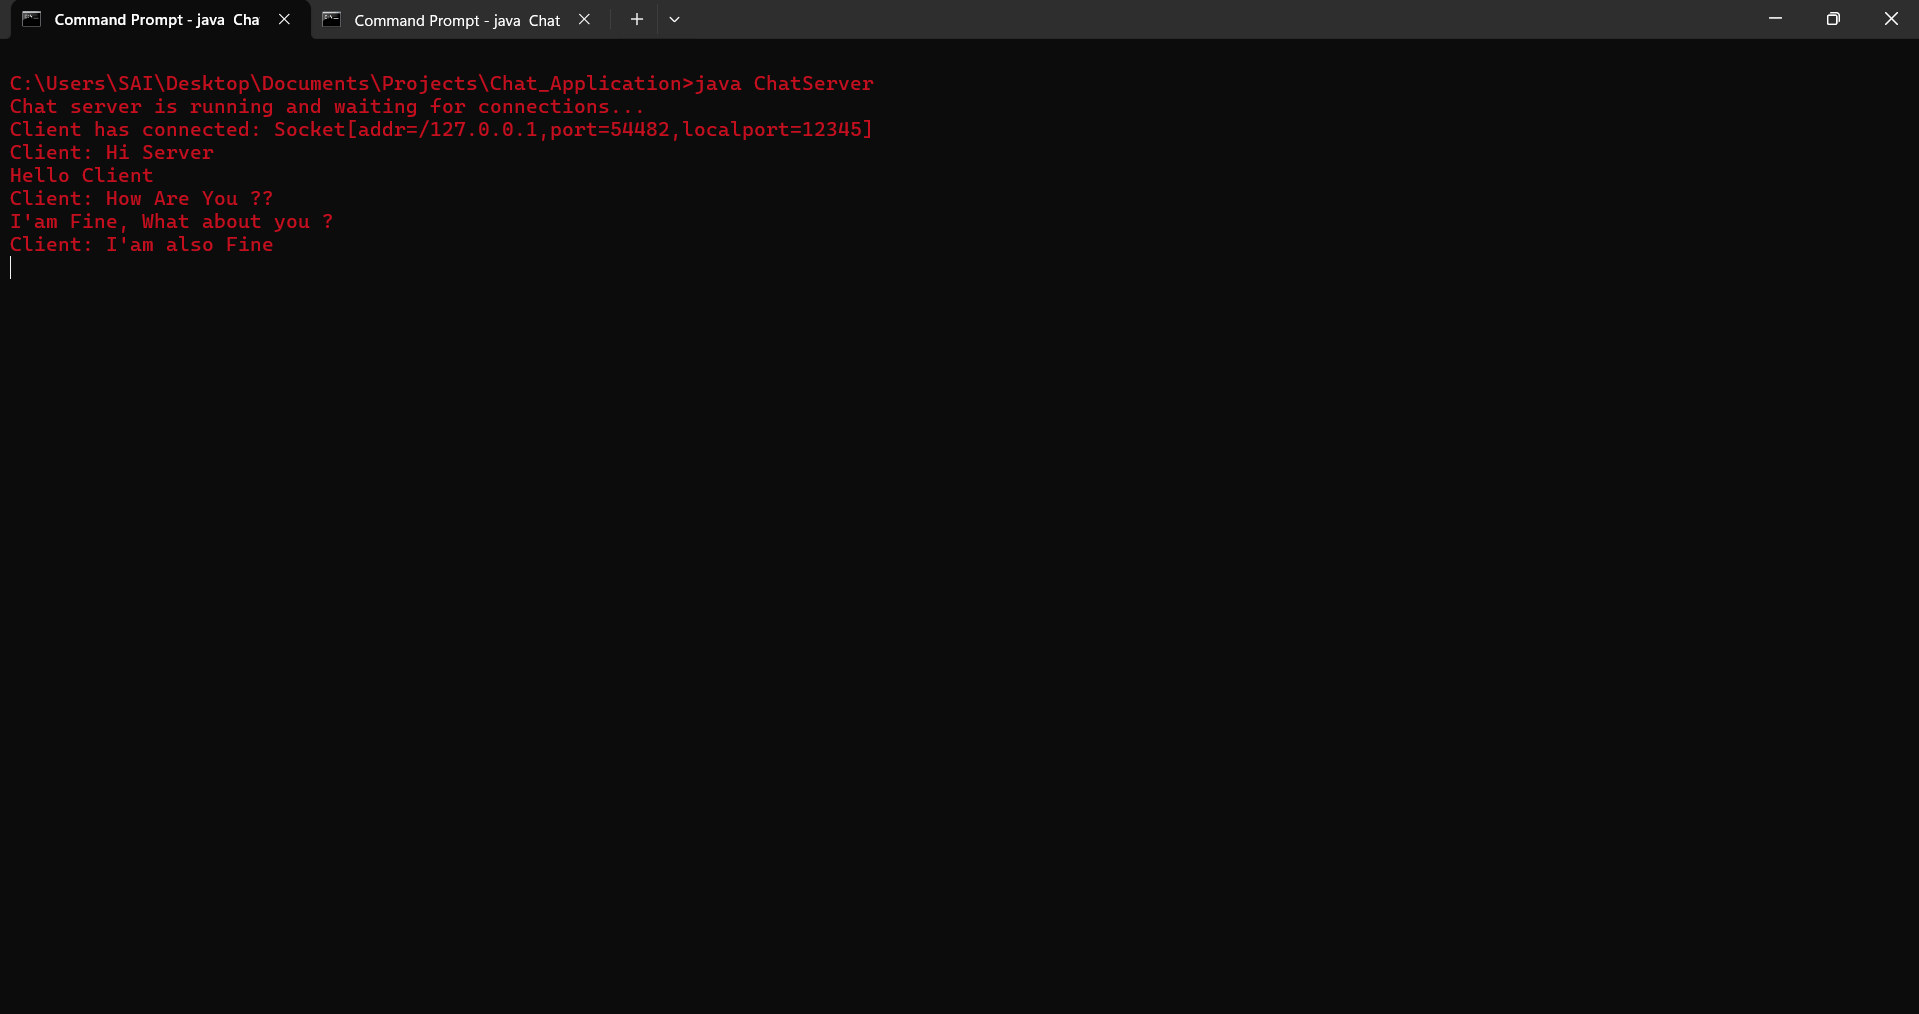 Command Prompt - java Cha
Command Prompt - java Chat
C:\Users\SAI\Desktop\Documents\Projects\Chat_Application>java ChatServer
Chat server is running and waiting for connections...
Client has connected: Socket[addr=/127.0.0.1,port=54482,localport=12345]
Client: Hi Server
Hello Client
Client: How Are You ??
I'am Fine, What about you ?
Client: I'am also Fine